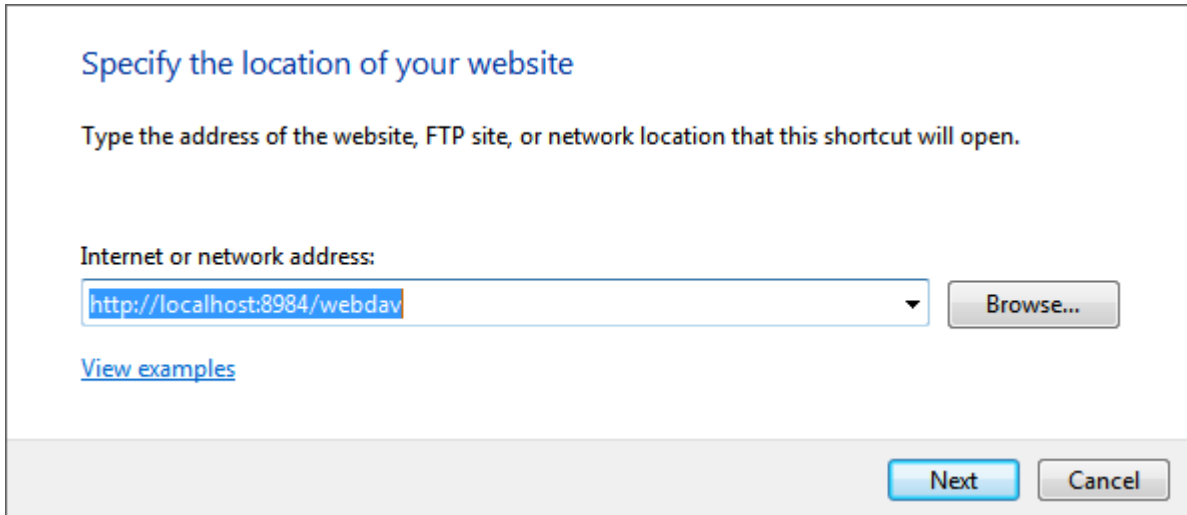 Specify the location of your website
Type the address of the website, FTP site, or network location that this shortcut will open.
Internet or network address:
http://localhost:8984/webdav
Browse...
View examples
Next
Cancel